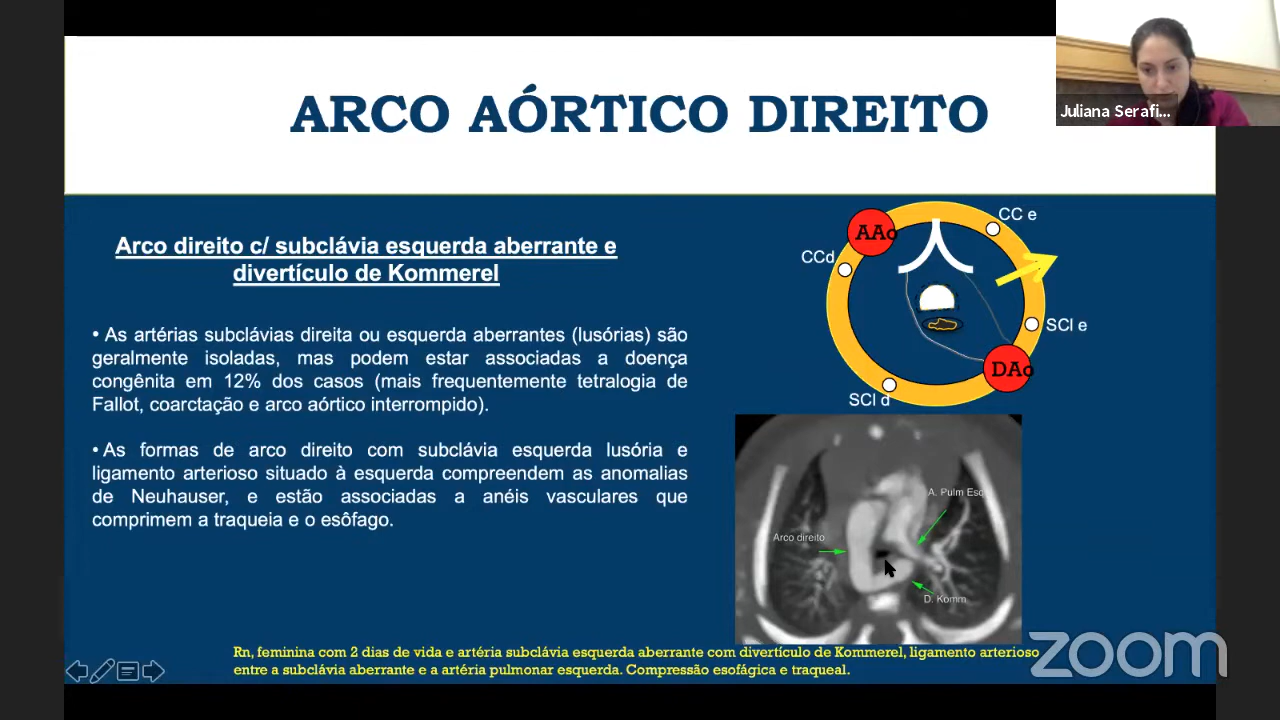 ARCO AÓRTICO DIREITO
Juliana Serafi...
Arco direito c/ subclávia esquerda aberrante e
divertículo de Kommerel
• As artérias subclávias direita ou esquerda aberrantes (lusórias) são
geralmente isoladas, mas podem estar associadas a doença
congênita em 12% dos casos (mais frequentemente tetralogia de
Fallot, coarctação e arco aórtico interrompido).
• As formas de arco direito com subclávia esquerda lusória e
ligamento arterioso situado à esquerda compreendem as anomalias
de Neuhauser, e estão associadas a anéis vasculares que
comprimem a traqueia e o esôfago.
CC e
AAo
CCd
SCl e
DAo
SCl d
A. Pulm Esq
Arco direito
D. Komm
Rn, feminina com 2 dias de vida e artéria subclávia esquerda aberrante com divertículo de Kommerel, ligamento arterioso
entre a subclávia aberrante e a artéria pulmonar esquerda. Compressão esofágica e traqueal.
zoom